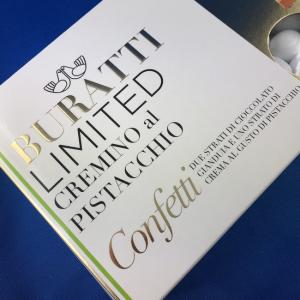 BURATTI
LIMITED
CREMINO al
PISTACCHIO
Confetti
DUE STRATI DI CIOCCOLATO
GIANDUIA E UNO STRATO DI
CREMA AL GUSTO DI PISTACCHIO